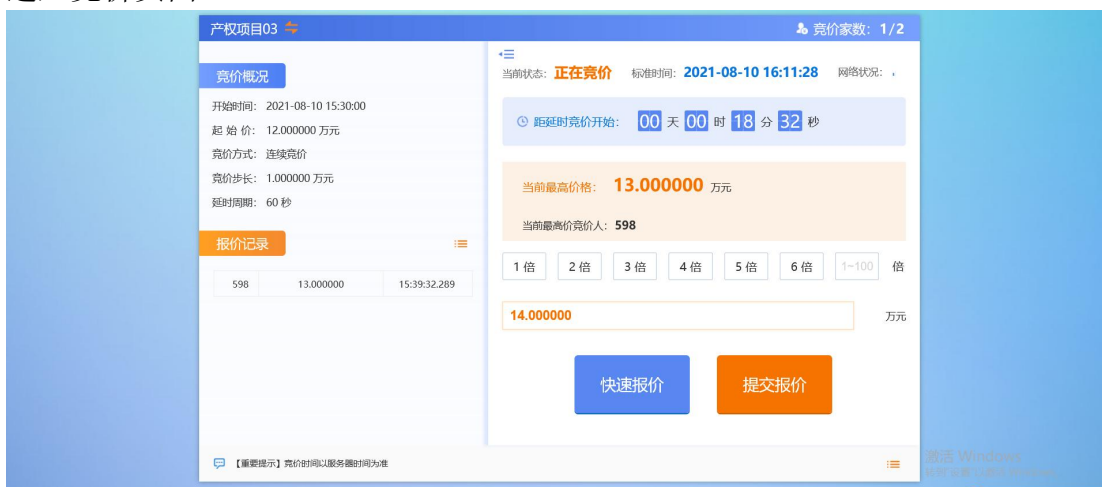 产权项目03
竞价家数：1/2
竞价概况
开始时间： 2021-08-10 15:30:00
起 始 价： 12.000000 万元
竞价方式： 连续竞价
竞价步长： 1.000000 万元
延时周期： 60 秒
报价记录
598 13.000000 15:39:32.289
当前状态：正在竞价 标准时间：2021-08-10 16:11:28 网络状况：
距延时竞价开始： 00 天 00 时 18 分 32 秒
当前最高价格： 13.000000 万元
当前最高价竞价人：598
1 倍 2 倍 3 倍 4 倍 5 倍 6 倍 1~100 倍
14.000000 万元
快速报价 提交报价
【重要提示】竞价时间以服务器时间为准
激活 Windows